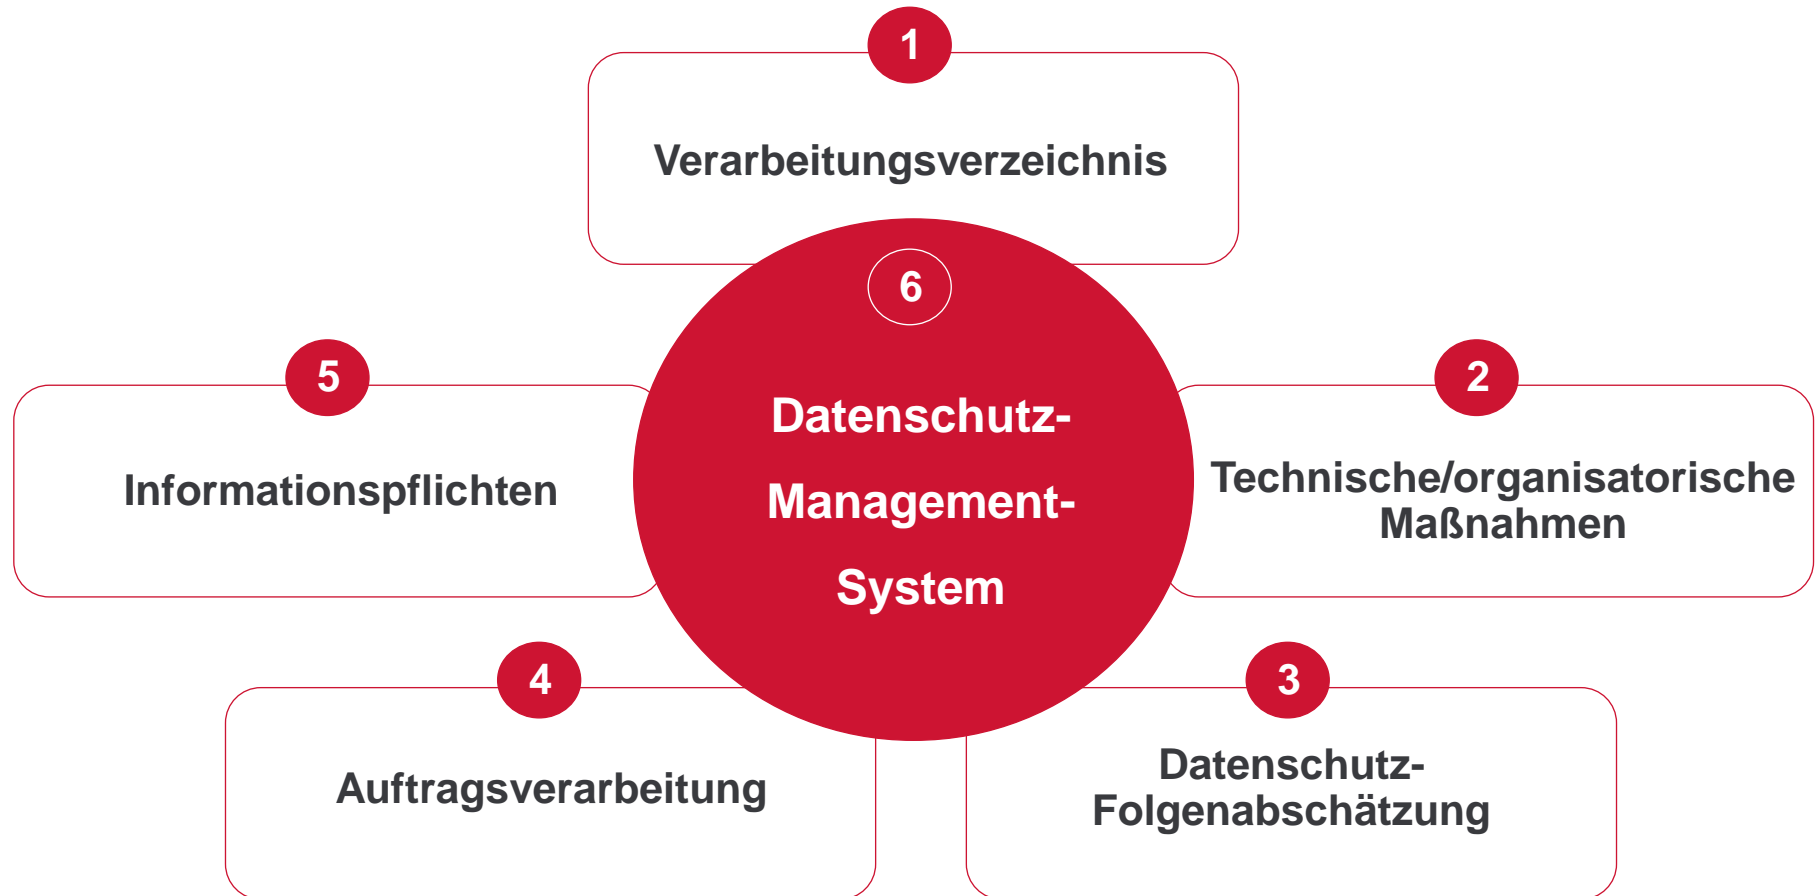 1
Verarbeitungsverzeichnis
2
Technische/organisatorische
Maßnahmen
3
Datenschutz-
Folgenabschätzung
4
Auftragsverarbeitung
5
Informationspflichten
6
Datenschutz-
Management-
System